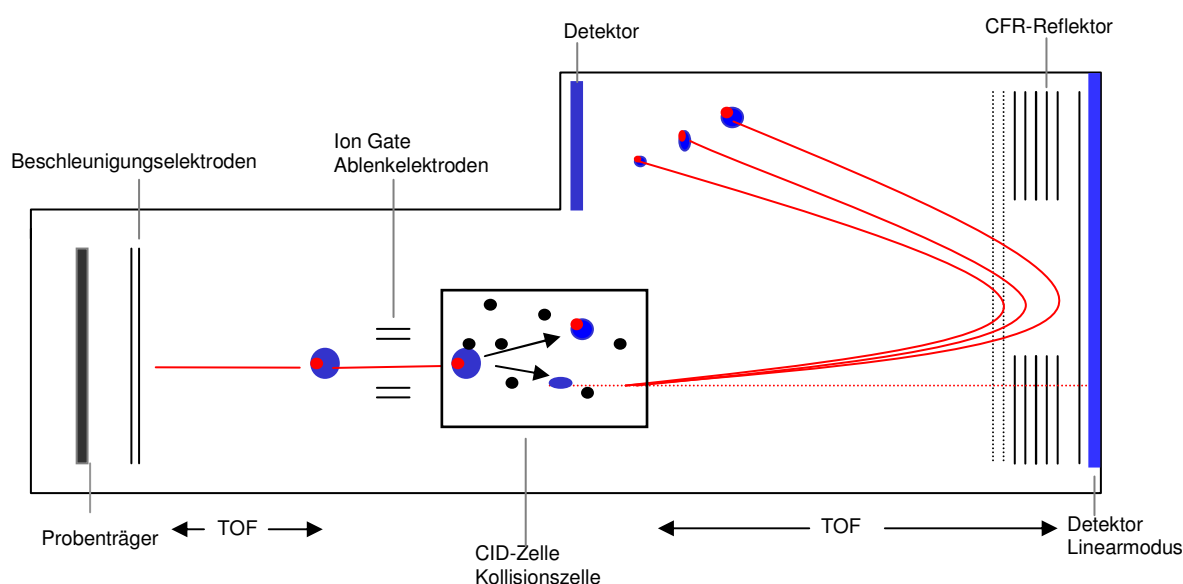 Detektor
CFR-Reflektor
Ion Gate
Ablenkelektroden
Beschleunigungselektroden
Probenträger
TOF
CID-Zelle
Kollisionszelle
TOF
Detektor
Linearmodus